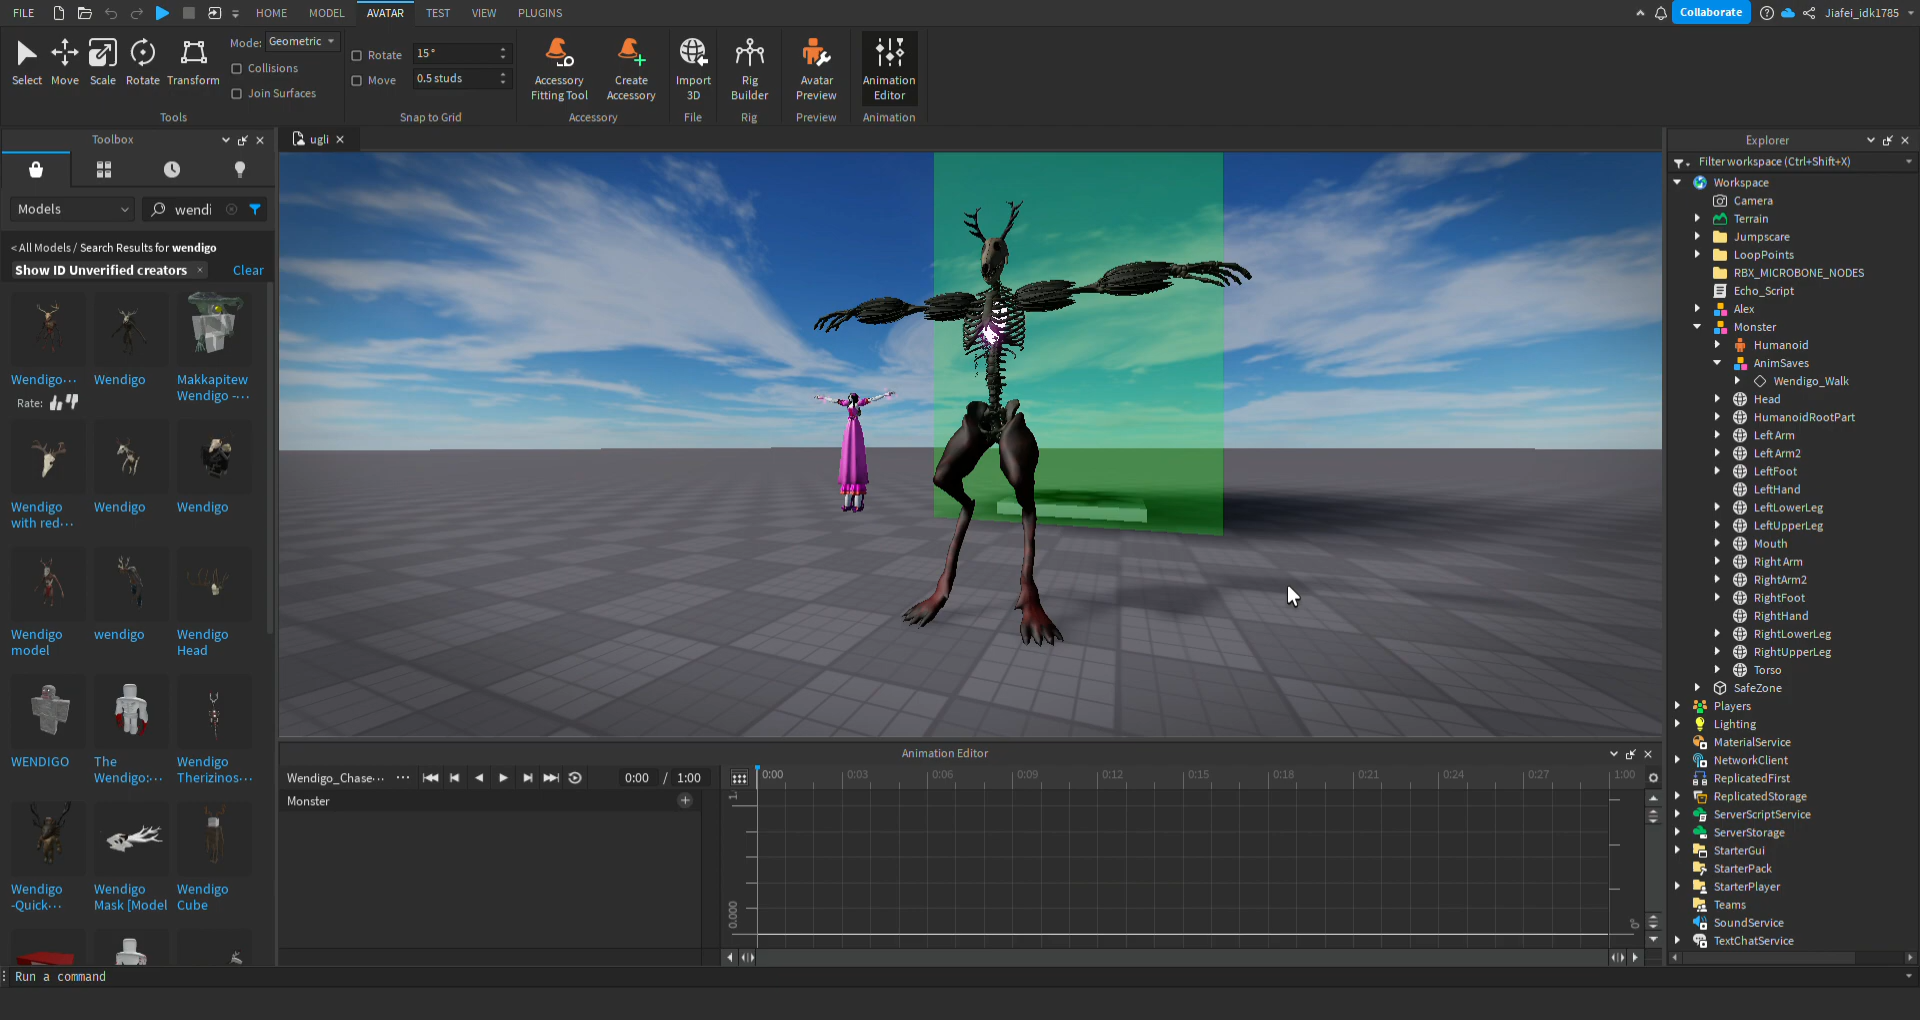 FILE HOME MODEL AVATAR TEST VIEW PLUGINS Collaborate Jiafei_idk1785
Select Move Scale Rotate Transform
Mode: Geometric
Collisions
Join Surfaces
Tools
Rotate 15°
Move 0.5 studs
Snap to Grid
Accessory
Fitting Tool
Create
Accessory
Accessory
Import
3D
File
Rig
Builder
Rig
Avatar
Preview
Preview
Animation
Editor
Animation
Toolbox
Models wendi
< All Models / Search Results for wendigo
Show ID Unverified creators × Clear
Wendigo... Wendigo Makkapitew
Wendigo -...
Rate:
Wendigo
with red... Wendigo Wendigo
Wendigo
model wendigo Wendigo
Head
WENDIGO The
Wendigo:... Wendigo
Therizinos...
Wendigo
-Quick... Wendigo
Mask [Model Wendigo
Cube
ugli
Animation Editor
Wendigo_Chase... 0:00 / 1:00
Monster
0:00 0:03 0:06 0:09 0:12 0:15 0:18 0:21 0:24 0:27 1:00
0.000
Explorer
Filter workspace (Ctrl+Shift+X)
Workspace
Camera
Terrain
Jumpscare
LoopPoints
RBX_MICROBONE_NODES
Echo_Script
Alex
Monster
Humanoid
AnimSaves
Wendigo_Walk
Head
HumanoidRootPart
Left Arm
Left Arm2
LeftFoot
LeftHand
LeftLowerLeg
LeftUpperLeg
Mouth
Right Arm
RightArm2
RightFoot
RightHand
RightLowerLeg
RightUpperLeg
Torso
SafeZone
Players
Lighting
MaterialService
NetworkClient
ReplicatedFirst
ReplicatedStorage
ServerScriptService
ServerStorage
StarterGui
StarterPack
StarterPlayer
Teams
SoundService
TextChatService
Run a command